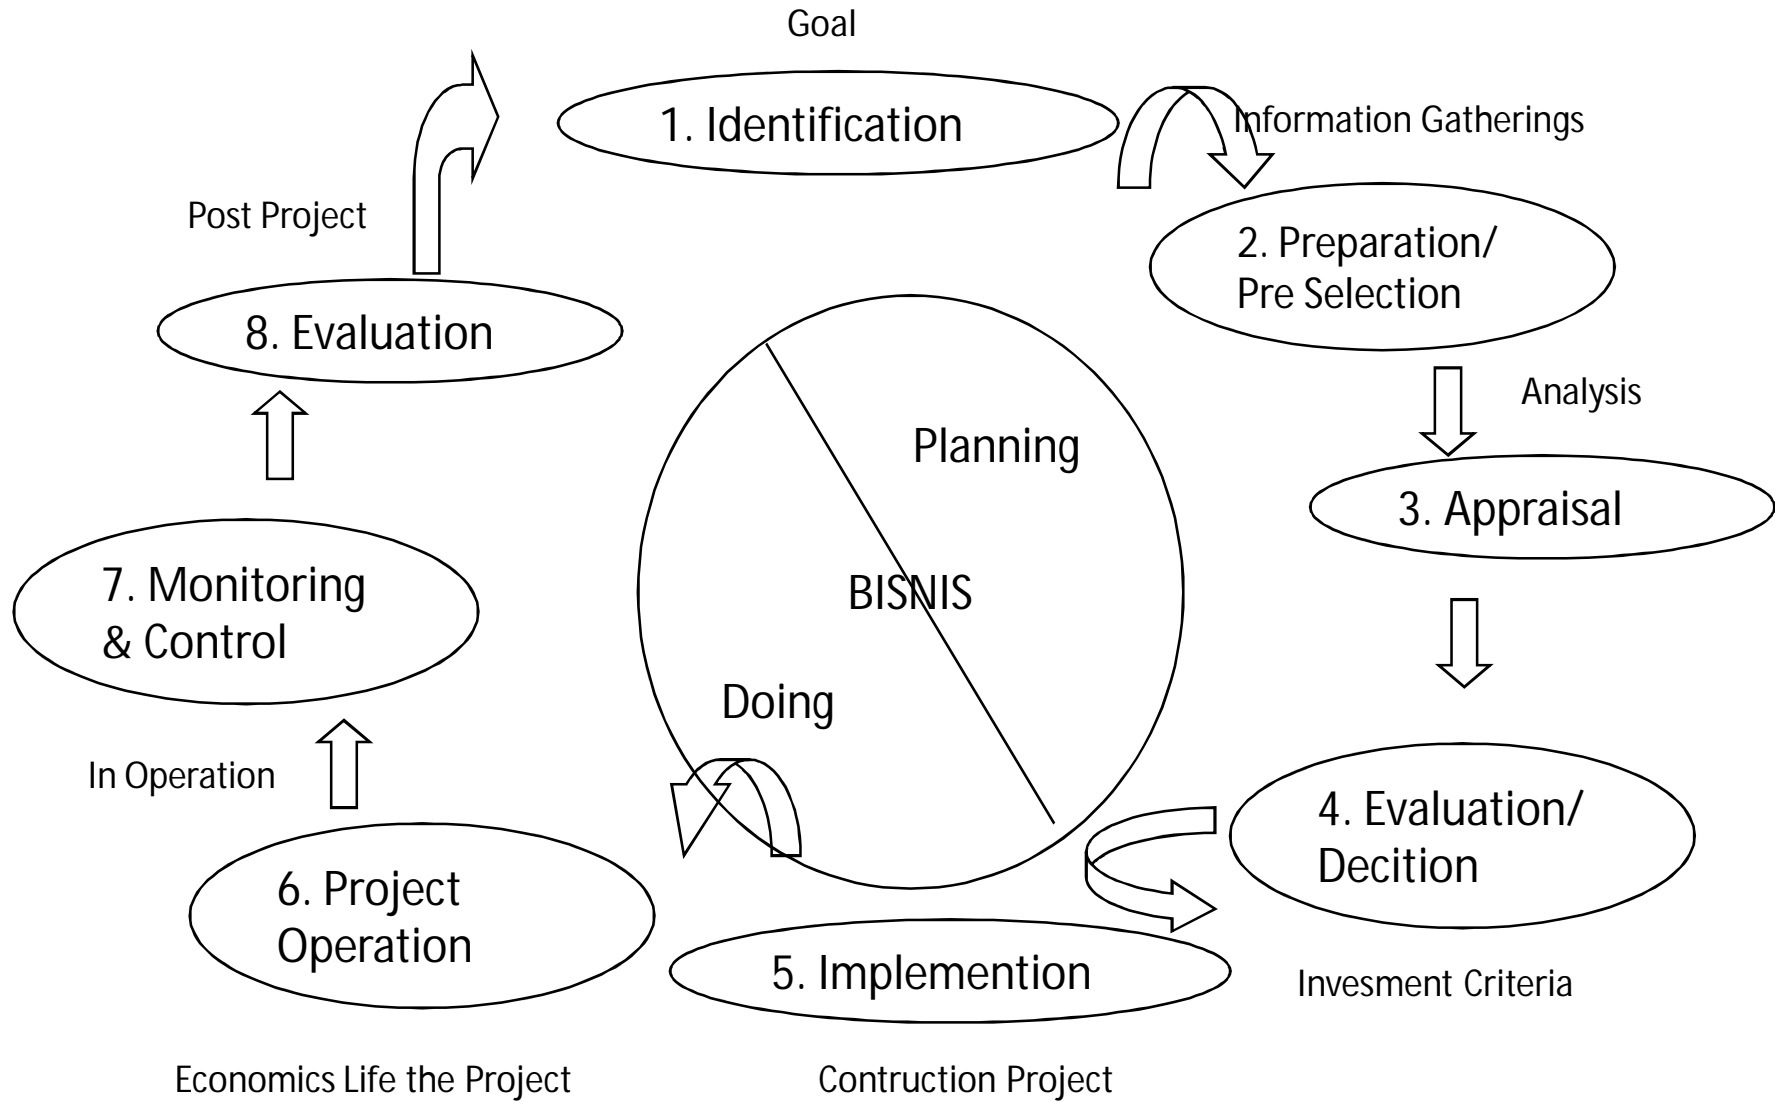 Goal
1. Identification
Information Gatherings
Post Project
2. Preparation/
Pre Selection
8. Evaluation
Analysis
Planning
3. Appraisal
7. Monitoring
& Control
BISNIS
Doing
In Operation
4. Evaluation/
Decition
6. Project
Operation
5. Implemention
Invesment Criteria
Economics Life the Project
Contruction Project